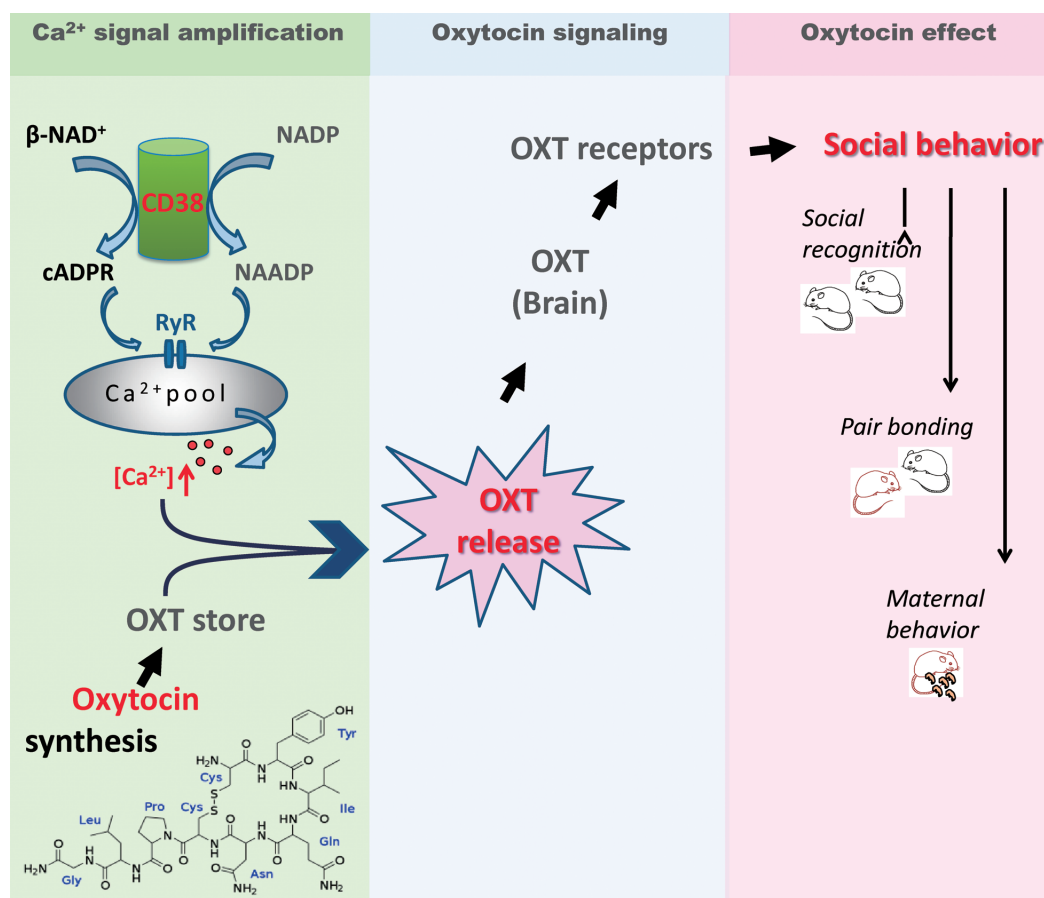 Ca²⁺ signal amplification
Oxytocin signaling
Oxytocin effect
β-NAD⁺
NADP
CD38
cADPR
NAADP
RyR
Ca²⁺pool
[Ca²⁺]
OXT store
Oxytocin
synthesis
OH
Tyr
O
H₂N
Cys
O
N
H
O
HN
Ile
S
S
Cys
O
Leu
Pro
N
O
N
H
O
H
N
O
HN
Gln
O
H₂N
Gly
H
N
O
N
H
O
O
NH₂
Asn
O
NH₂
OXT
release
OXT
(Brain)
OXT receptors
Social behavior
Social
recognition
Pair bonding
Maternal
behavior